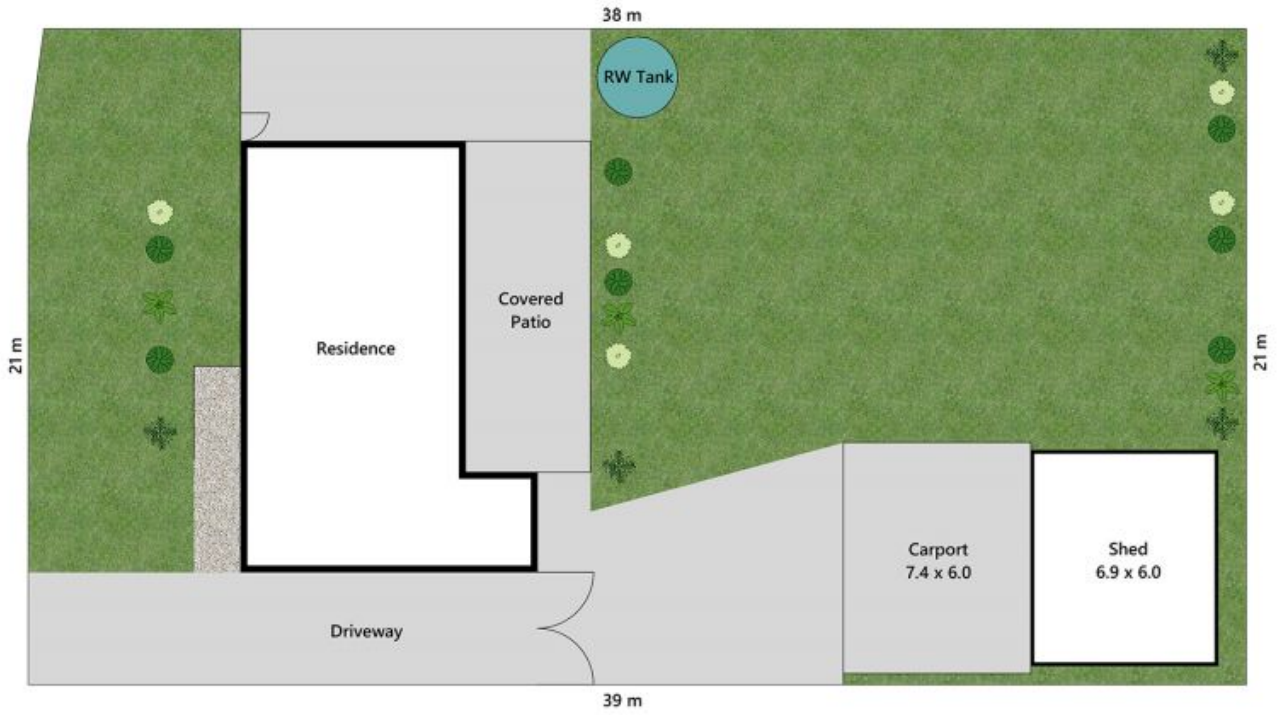 38 m
RW Tank
Covered
Patio
Residence
21 m
21 m
Carport
7.4 x 6.0
Shed
6.9 x 6.0
Driveway
39 m